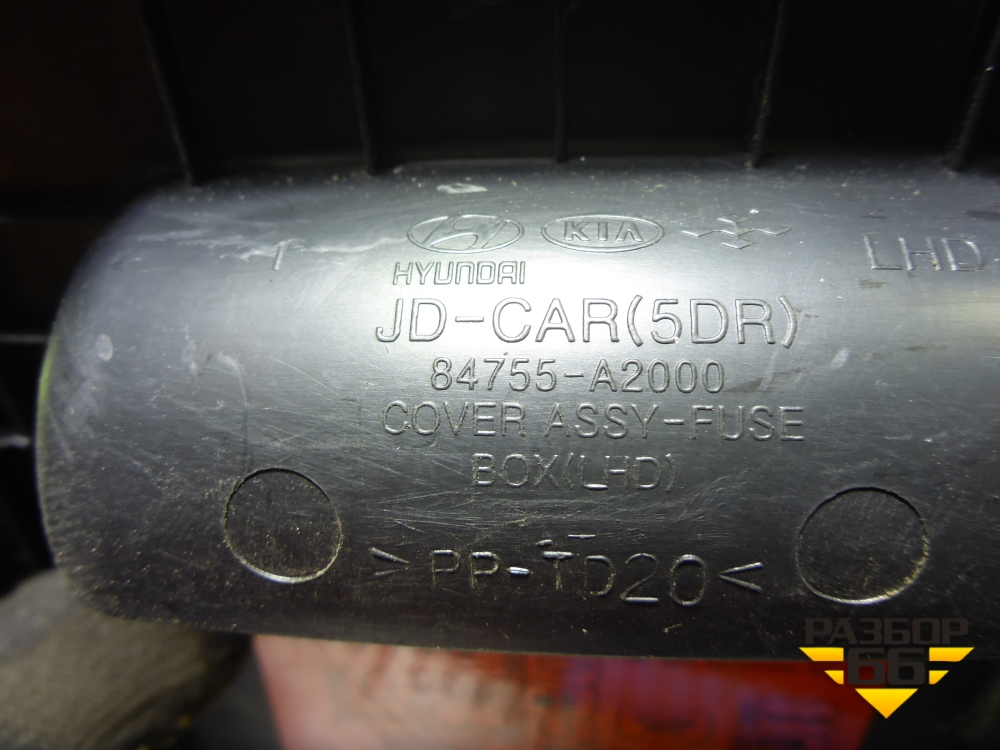 KIA
LHD
HYUNDAI
JD-CAR(5DR)
84755-A2000
COVER ASSY-FUSE
BOX(LHD)
>PP-TD20<
РАЗБОР
66